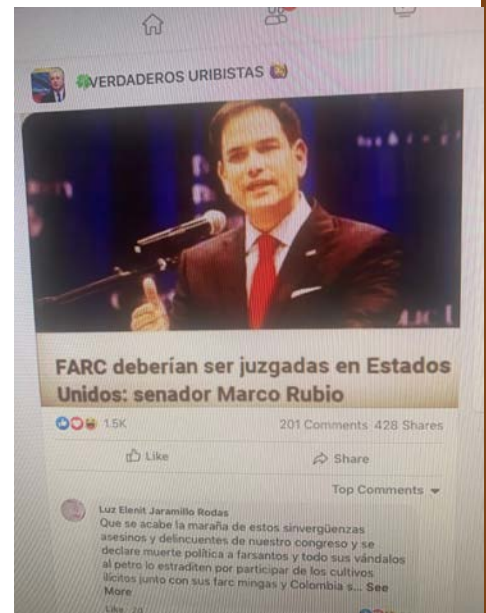 VERDADEROS URIBISTAS
FARC deberían ser juzgadas en Estados
Unidos: senador Marco Rubio
1.5K 201 Comments 428 Shares
Like Share
Top Comments
Luz Elenit Jaramillo Rodas
Que se acabe la maraña de estos sinvergüenzas
asesinos y delincuentes de nuestro congreso y se
declare muerte política a farsantos y todo sus vándalos
al petro lo estraditen por participar de los cultivos
ilícitos junto con sus farc mingas y Colombia s... See
More
Like 20